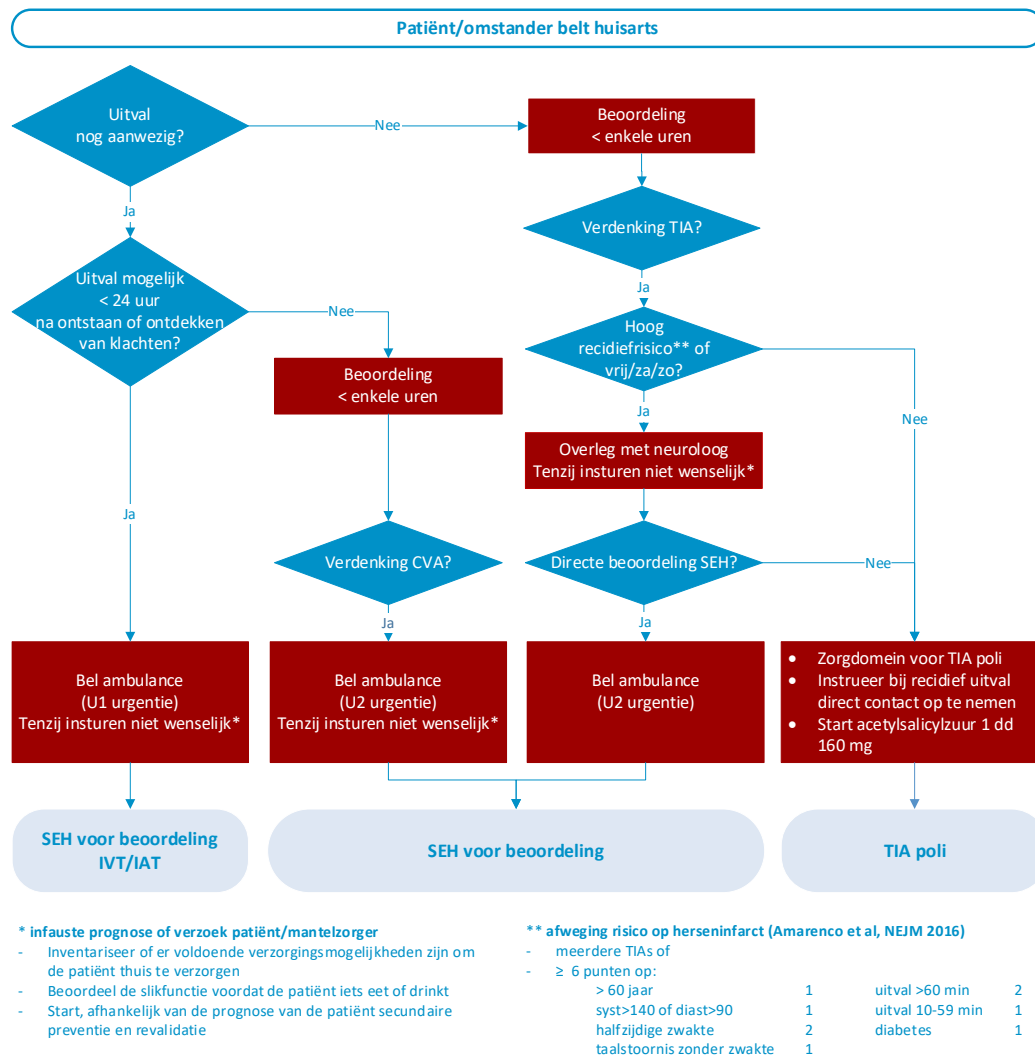 Patiënt/omstander belt huisarts
Uitval
nog aanwezig?
Nee
Beoordeling
< enkele uren
Ja
Verdenking TIA?
Uitval mogelijk
< 24 uur
na ontstaan of ontdekken
van klachten?
Nee
Ja
Hoog
recidiefrisico** of
vrij/za/zo?
Beoordeling
< enkele uren
Ja
Nee
Overleg met neuroloog
Tenzij insturen niet wenselijk*
Ja
Verdenking CVA?
Directe beoordeling SEH?
Nee
Ja
Ja
Bel ambulance
(U1 urgentie)
Tenzij insturen niet wenselijk*
Bel ambulance
(U2 urgentie)
Tenzij insturen niet wenselijk*
Bel ambulance
(U2 urgentie)
• Zorgdomein voor TIA poli
• Instrueer bij recidief uitval
direct contact op te nemen
• Start acetylsalicylzuur 1 dd
160 mg
SEH voor beoordeling
IVT/IAT
SEH voor beoordeling
TIA poli
* infauste prognose of verzoek patiënt/mantelzorger
- Inventariseer of er voldoende verzorgingsmogelijkheden zijn om
de patiënt thuis te verzorgen
- Beoordeel de slikfunctie voordat de patiënt iets eet of drinkt
- Start, afhankelijk van de prognose van de patiënt secundaire
preventie en revalidatie
** afweging risico op herseninfarct (Amarenco et al, NEJM 2016)
- meerdere TIAs of
- ≥ 6 punten op:
> 60 jaar 1 uitval >60 min 2
syst>140 of diast>90 1 uitval 10-59 min 1
halfzijdige zwakte 2 diabetes 1
taalstoornis zonder zwakte 1